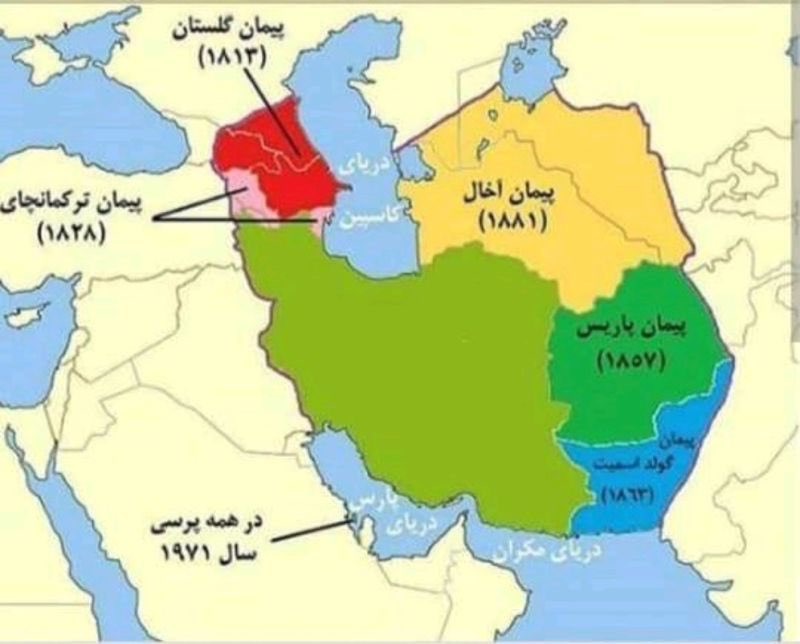 پیمان گلستان
(۱۸۱۳)
دریای
کاسپین
پیمان ترکمانچای
(۱۸۲۸)
پیمان آخال
(۱۸۸۱)
پیمان پاریس
(۱۸۵۷)
پیمان
گولد اسمیت
(۱۸٦۳)
پارس
دریای
در همه پرسی
سال ۱۹۷۱
دریای مکران